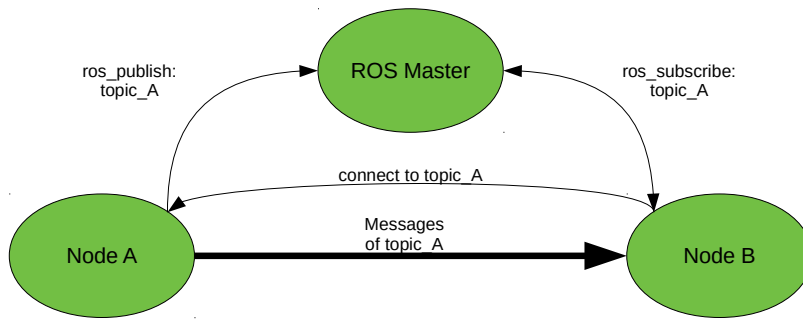 ROS Master
ros_publish:
topic_A
ros_subscribe:
topic_A
connect to topic_A
Messages
of topic_A
Node A
Node B